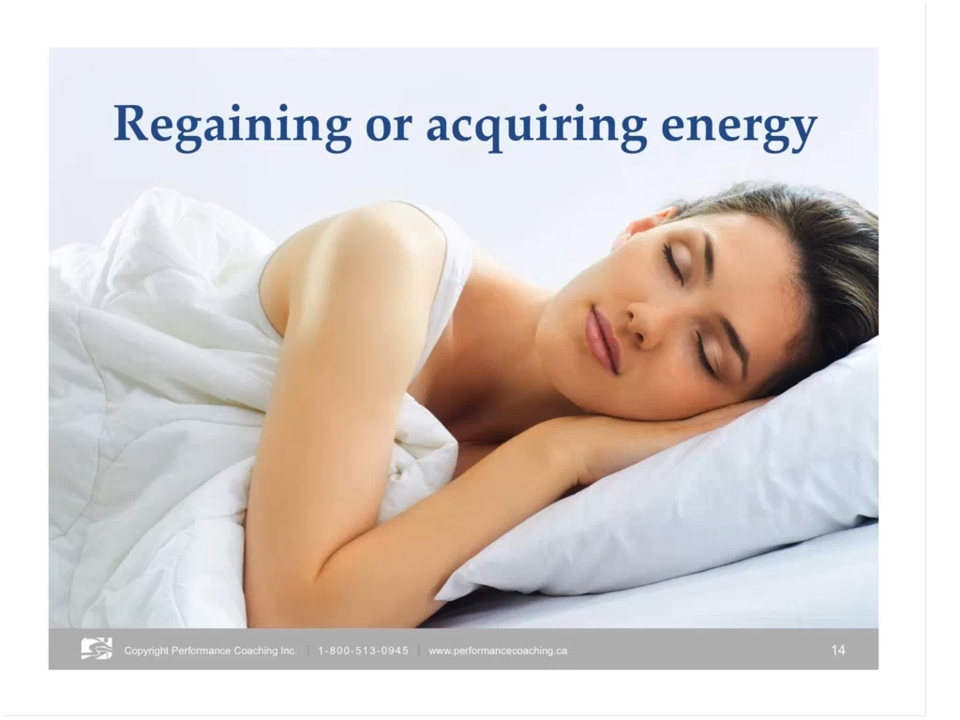 Regaining or acquiring energy
Copyright Performance Coaching Inc. | 1-800-513-0945 | www.performancecoaching.ca 14